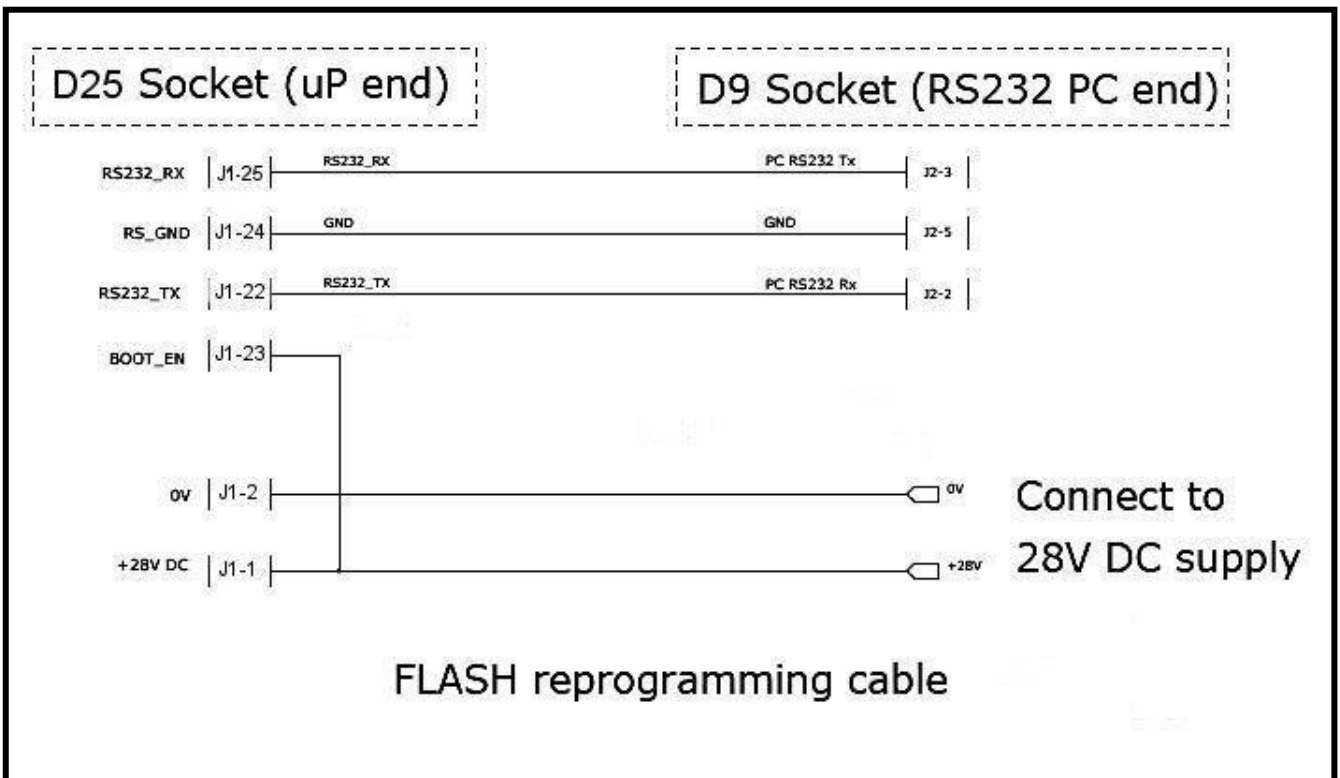 D25 Socket (uP end)
D9 Socket (RS232 PC end)
RS232_RX J1-25 RS232_RX PC RS232 Tx J2-3
RS_GND J1-24 GND GND J2-5
RS232_TX J1-22 RS232_TX PC RS232 Rx J2-2
BOOT_EN J1-23
0V J1-2 0V
Connect to
+28V DC J1-1 +28V
28V DC supply
FLASH reprogramming cable